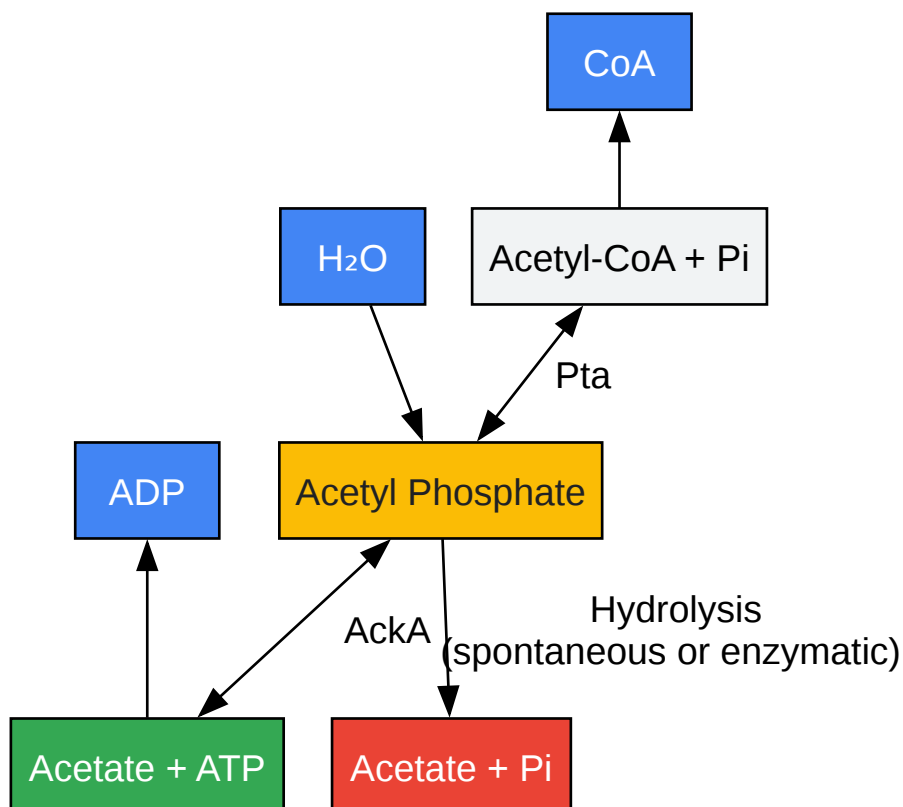 CoA
H₂O
Acetyl-CoA + Pi
Pta
ADP
Acetyl Phosphate
AckA
Hydrolysis
(spontaneous or enzymatic)
Acetate + ATP
Acetate + Pi